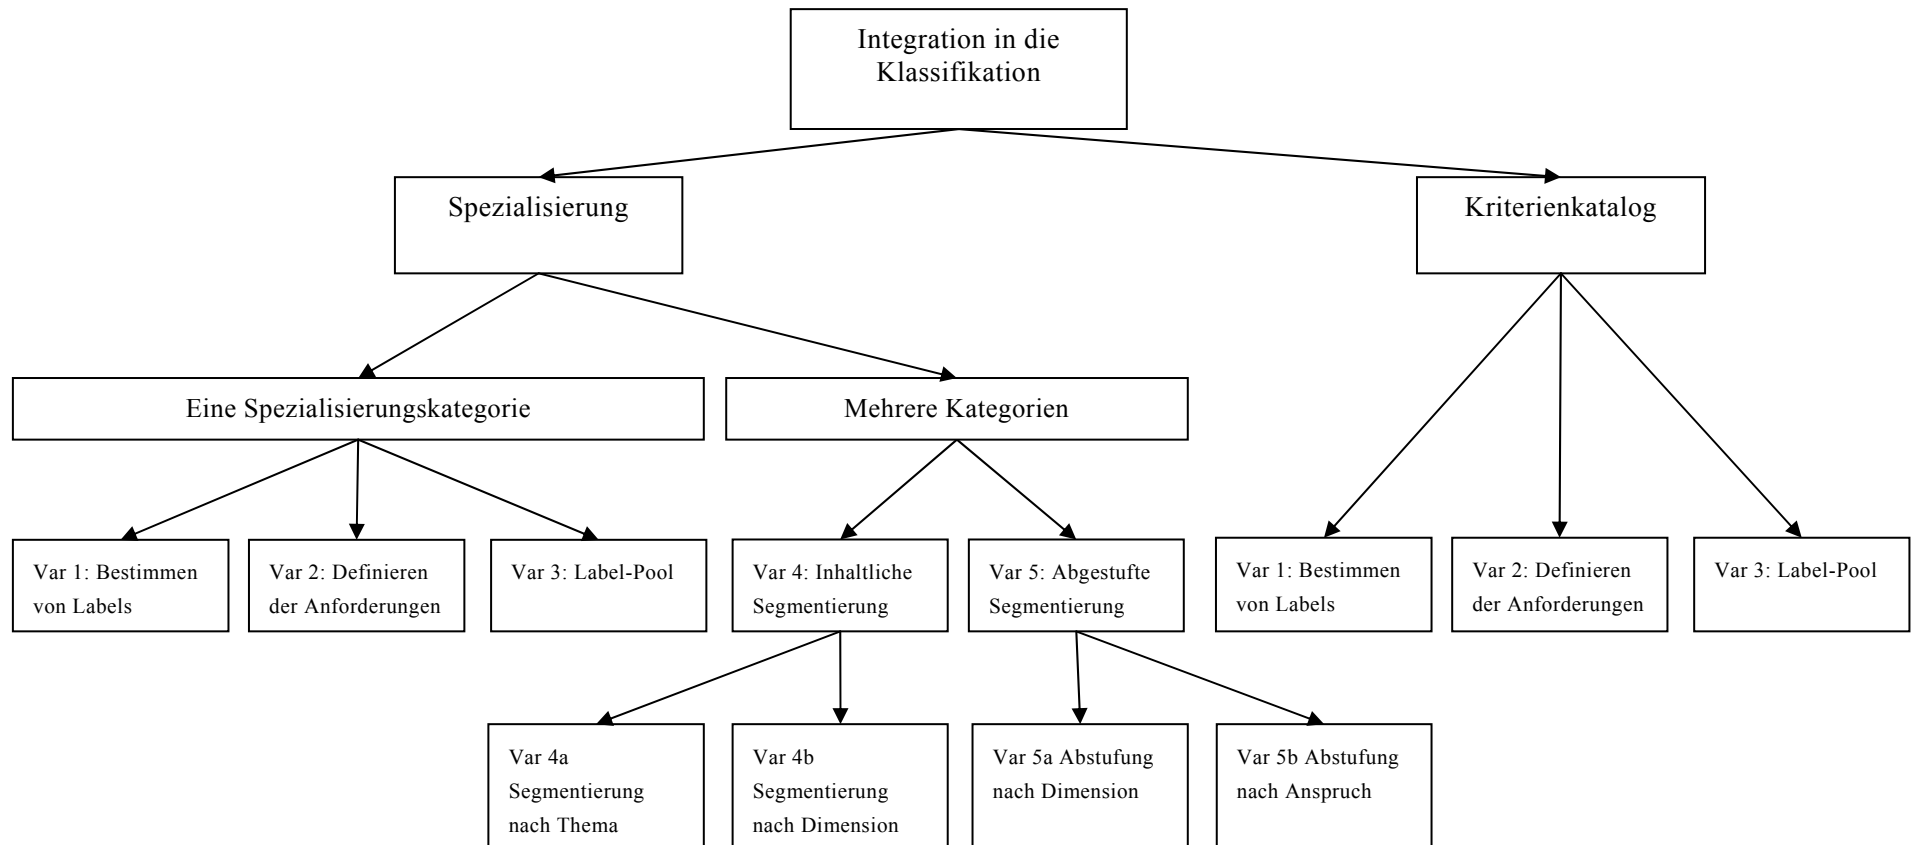 Integration in die
Klassifikation
Spezialisierung
Kriterienkatalog
Eine Spezialisierungskategorie
Mehrere Kategorien
Var 1: Bestimmen
von Labels
Var 2: Definieren
der Anforderungen
Var 3: Label-Pool
Var 4: Inhaltliche
Segmentierung
Var 5: Abgestufte
Segmentierung
Var 1: Bestimmen
von Labels
Var 2: Definieren
der Anforderungen
Var 3: Label-Pool
Var 4a
Segmentierung
nach Thema
Var 4b
Segmentierung
nach Dimension
Var 5a Abstufung
nach Dimension
Var 5b Abstufung
nach Anspruch